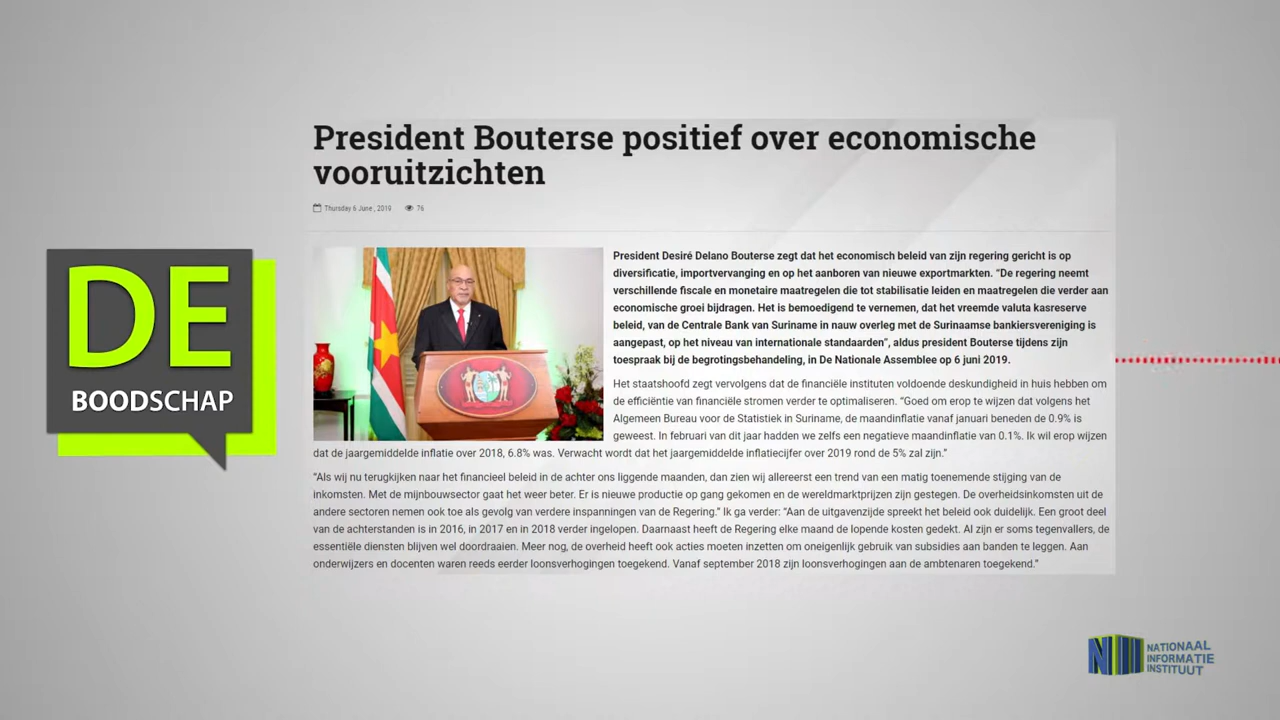 President Bouterse positief over economische
vooruitzichten
Thursday 6 June , 2019 76
DE
BOODSCHAP
President Desiré Delano Bouterse zegt dat het economisch beleid van zijn regering gericht is op
diversificatie, importvervanging en op het aanboren van nieuwe exportmarkten. “De regering neemt
verschillende fiscale en monetaire maatregelen die tot stabilisatie leiden en maatregelen die verder aan
economische groei bijdragen. Het is bemoedigend te vernemen, dat het vreemde valuta kasreserve
beleid, van de Centrale Bank van Suriname in nauw overleg met de Surinaamse bankiersvereniging is
aangepast, op het niveau van internationale standaarden”, aldus president Bouterse tijdens zijn
toespraak bij de begrotingsbehandeling, in De Nationale Assemblee op 6 juni 2019.
Het staatshoofd zegt vervolgens dat de financiële instituten voldoende deskundigheid in huis hebben om
de efficiëntie van financiële stromen verder te optimaliseren. “Goed om erop te wijzen dat volgens het
Algemeen Bureau voor de Statistiek in Suriname, de maandinflatie vanaf januari beneden de 0.9% is
geweest. In februari van dit jaar hadden we zelfs een negatieve maandinflatie van 0.1%. Ik wil erop wijzen
dat de jaargemiddelde inflatie over 2018, 6.8% was. Verwacht wordt dat het jaargemiddelde inflatiecijfer over 2019 rond de 5% zal zijn.”
“Als wij nu terugkijken naar het financieel beleid in de achter ons liggende maanden, dan zien wij allereerst een trend van een matig toenemende stijging van de
inkomsten. Met de mijnbouwsector gaat het weer beter. Er is nieuwe productie op gang gekomen en de wereldmarktprijzen zijn gestegen. De overheidsinkomsten uit de
andere sectoren nemen ook toe als gevolg van verdere inspanningen van de Regering.” Ik ga verder: “Aan de uitgavenzijde spreekt het beleid ook duidelijk. Een groot deel
van de achterstanden is in 2016, in 2017 en in 2018 verder ingelopen. Daarnaast heeft de Regering elke maand de lopende kosten gedekt. Al zijn er soms tegenvallers, de
essentiële diensten blijven wel doordraaien. Meer nog, de overheid heeft ook acties moeten inzetten om oneigenlijk gebruik van subsidies aan banden te leggen. Aan
onderwijzers en docenten waren reeds eerder loonsverhogingen toegekend. Vanaf september 2018 zijn loonsverhogingen aan de ambtenaren toegekend.”
NII
NATIONAAL
INFORMATIE
INSTITUUT